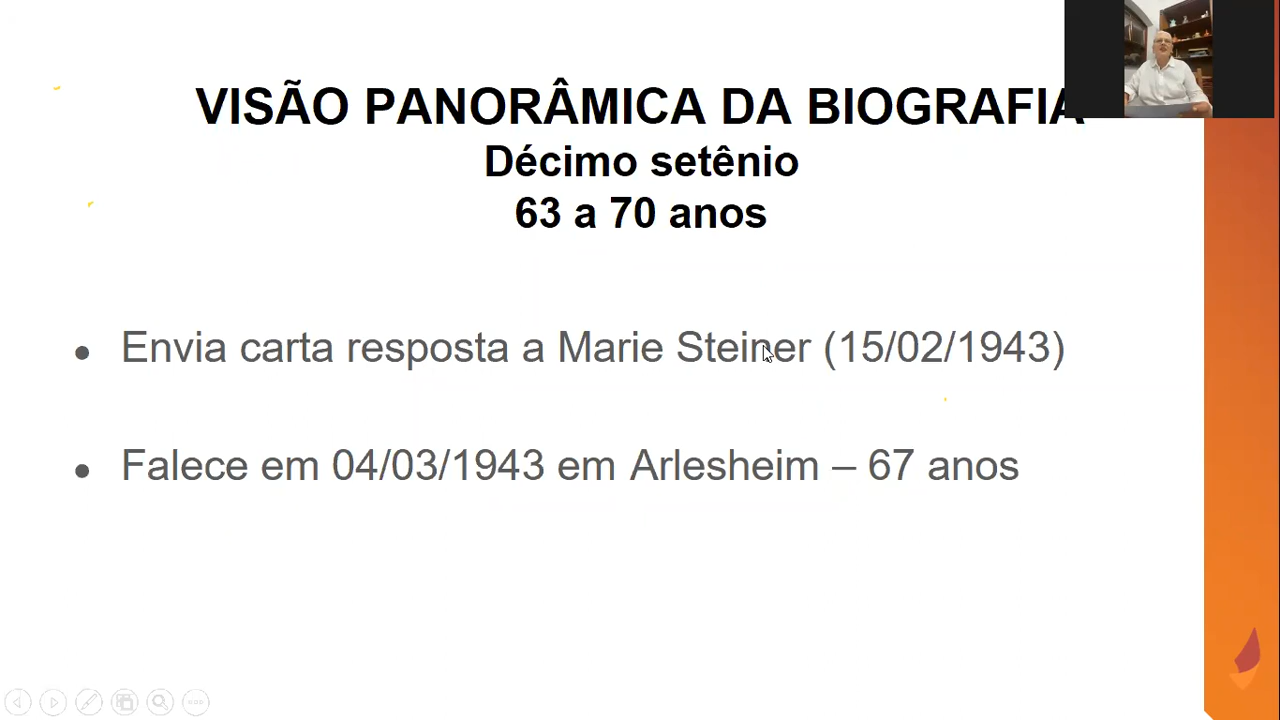 VISÃO PANORÂMICA DA BIOGRAFIA
Décimo setênio
63 a 70 anos
• Envia carta resposta a Marie Steiner (15/02/1943)
• Falece em 04/03/1943 em Arlesheim – 67 anos